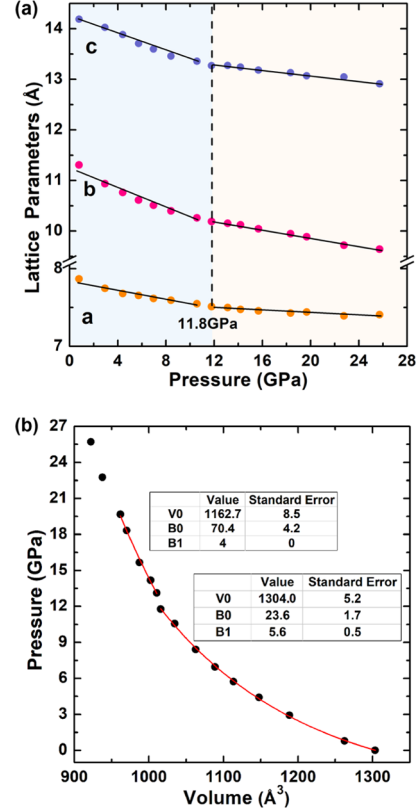 (a)
14
13
12
11
10
8
7
c
b
a
11.8GPa
0 4 8 12 16 20 24 28
Lattice Parameters (Å)
Pressure (GPa)
(b)
27
24
21
18
15
12
9
6
3
0
Value Standard Error
V0 1162.7 8.5
B0 70.4 4.2
B1 4 0
Value Standard Error
V0 1304.0 5.2
B0 23.6 1.7
B1 5.6 0.5
900 1000 1100 1200 1300
Pressure (GPa)
Volume (Å³)